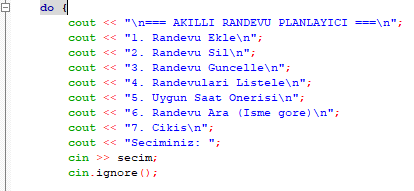 do {
cout << "\n=== AKILLI RANDEVU PLANLAYICI ===\n";
cout << "1. Randevu Ekle\n";
cout << "2. Randevu Sil\n";
cout << "3. Randevu Guncelle\n";
cout << "4. Randevulari Listele\n";
cout << "5. Uygun Saat Onerisi\n";
cout << "6. Randevu Ara (Isme gore)\n";
cout << "7. Cikis\n";
cout << "Seciminiz: ";
cin >> secim;
cin.ignore();